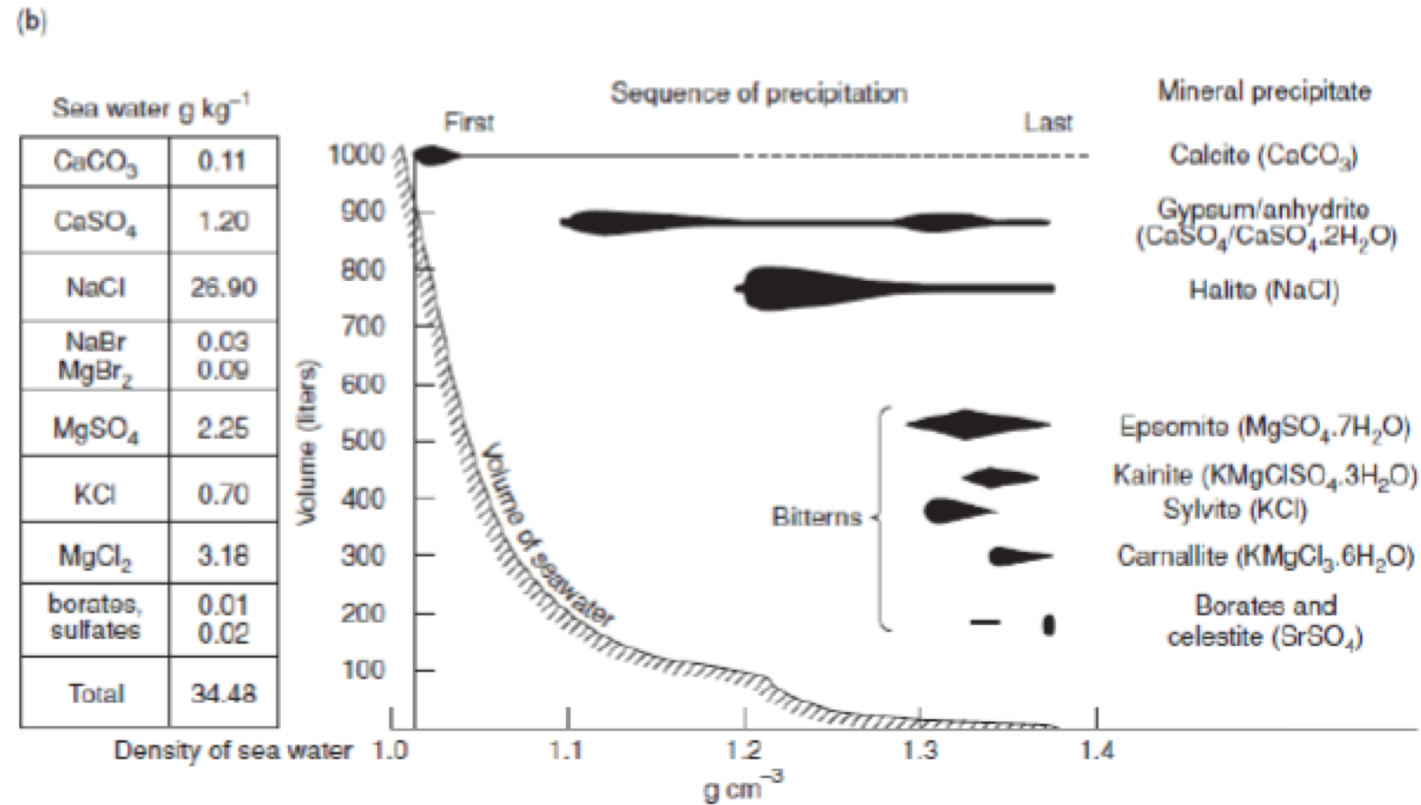 (b)
Sea water g kg⁻¹
CaCO₃ 0.11
CaSO₄ 1.20
NaCl 26.90
NaBr 0.03
MgBr₂ 0.09
MgSO₄ 2.25
KCl 0.70
MgCl₂ 3.18
borates, 0.01
sulfates 0.02
Total 34.48
Sequence of precipitation
First Last
Mineral precipitate
Volume (liters)
1000
900
800
700
600
500
400
300
200
100
Volume of seawater
Bitterns
Calcite (CaCO₃)
Gypsum/anhydrite
(CaSO₄/CaSO₄.2H₂O)
Halite (NaCl)
Epsomite (MgSO₄.7H₂O)
Kainite (KMgClSO₄.3H₂O)
Sylvite (KCl)
Carnallite (KMgCl₃.6H₂O)
Borates and
celestite (SrSO₄)
Density of sea water 1.0 1.1 1.2 1.3 1.4
g cm⁻³